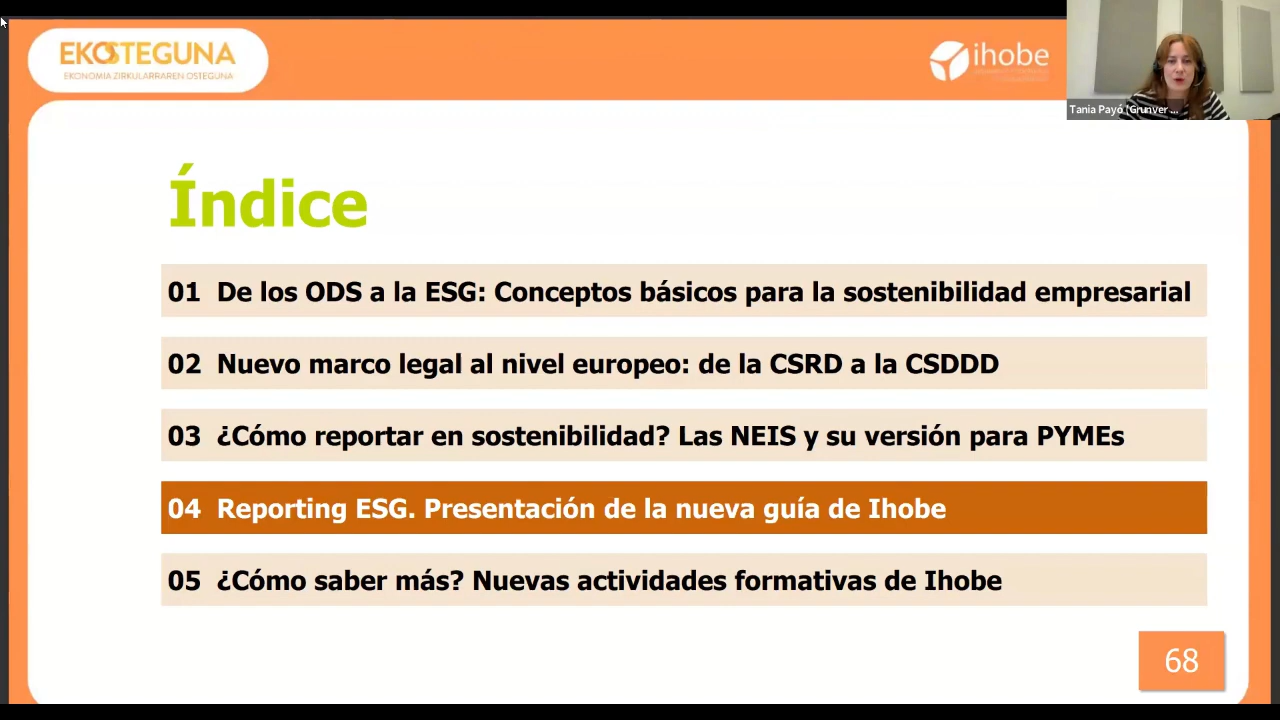 EKOSTEGUNA
EKONOMIA ZIRKULARRAREN OSTEGUNA
ihobe
Tania Payó (Grunver ...
Índice
01 De los ODS a la ESG: Conceptos básicos para la sostenibilidad empresarial
02 Nuevo marco legal al nivel europeo: de la CSRD a la CSDDD
03 ¿Cómo reportar en sostenibilidad? Las NEIS y su versión para PYMEs
04 Reporting ESG. Presentación de la nueva guía de Ihobe
05 ¿Cómo saber más? Nuevas actividades formativas de Ihobe
68